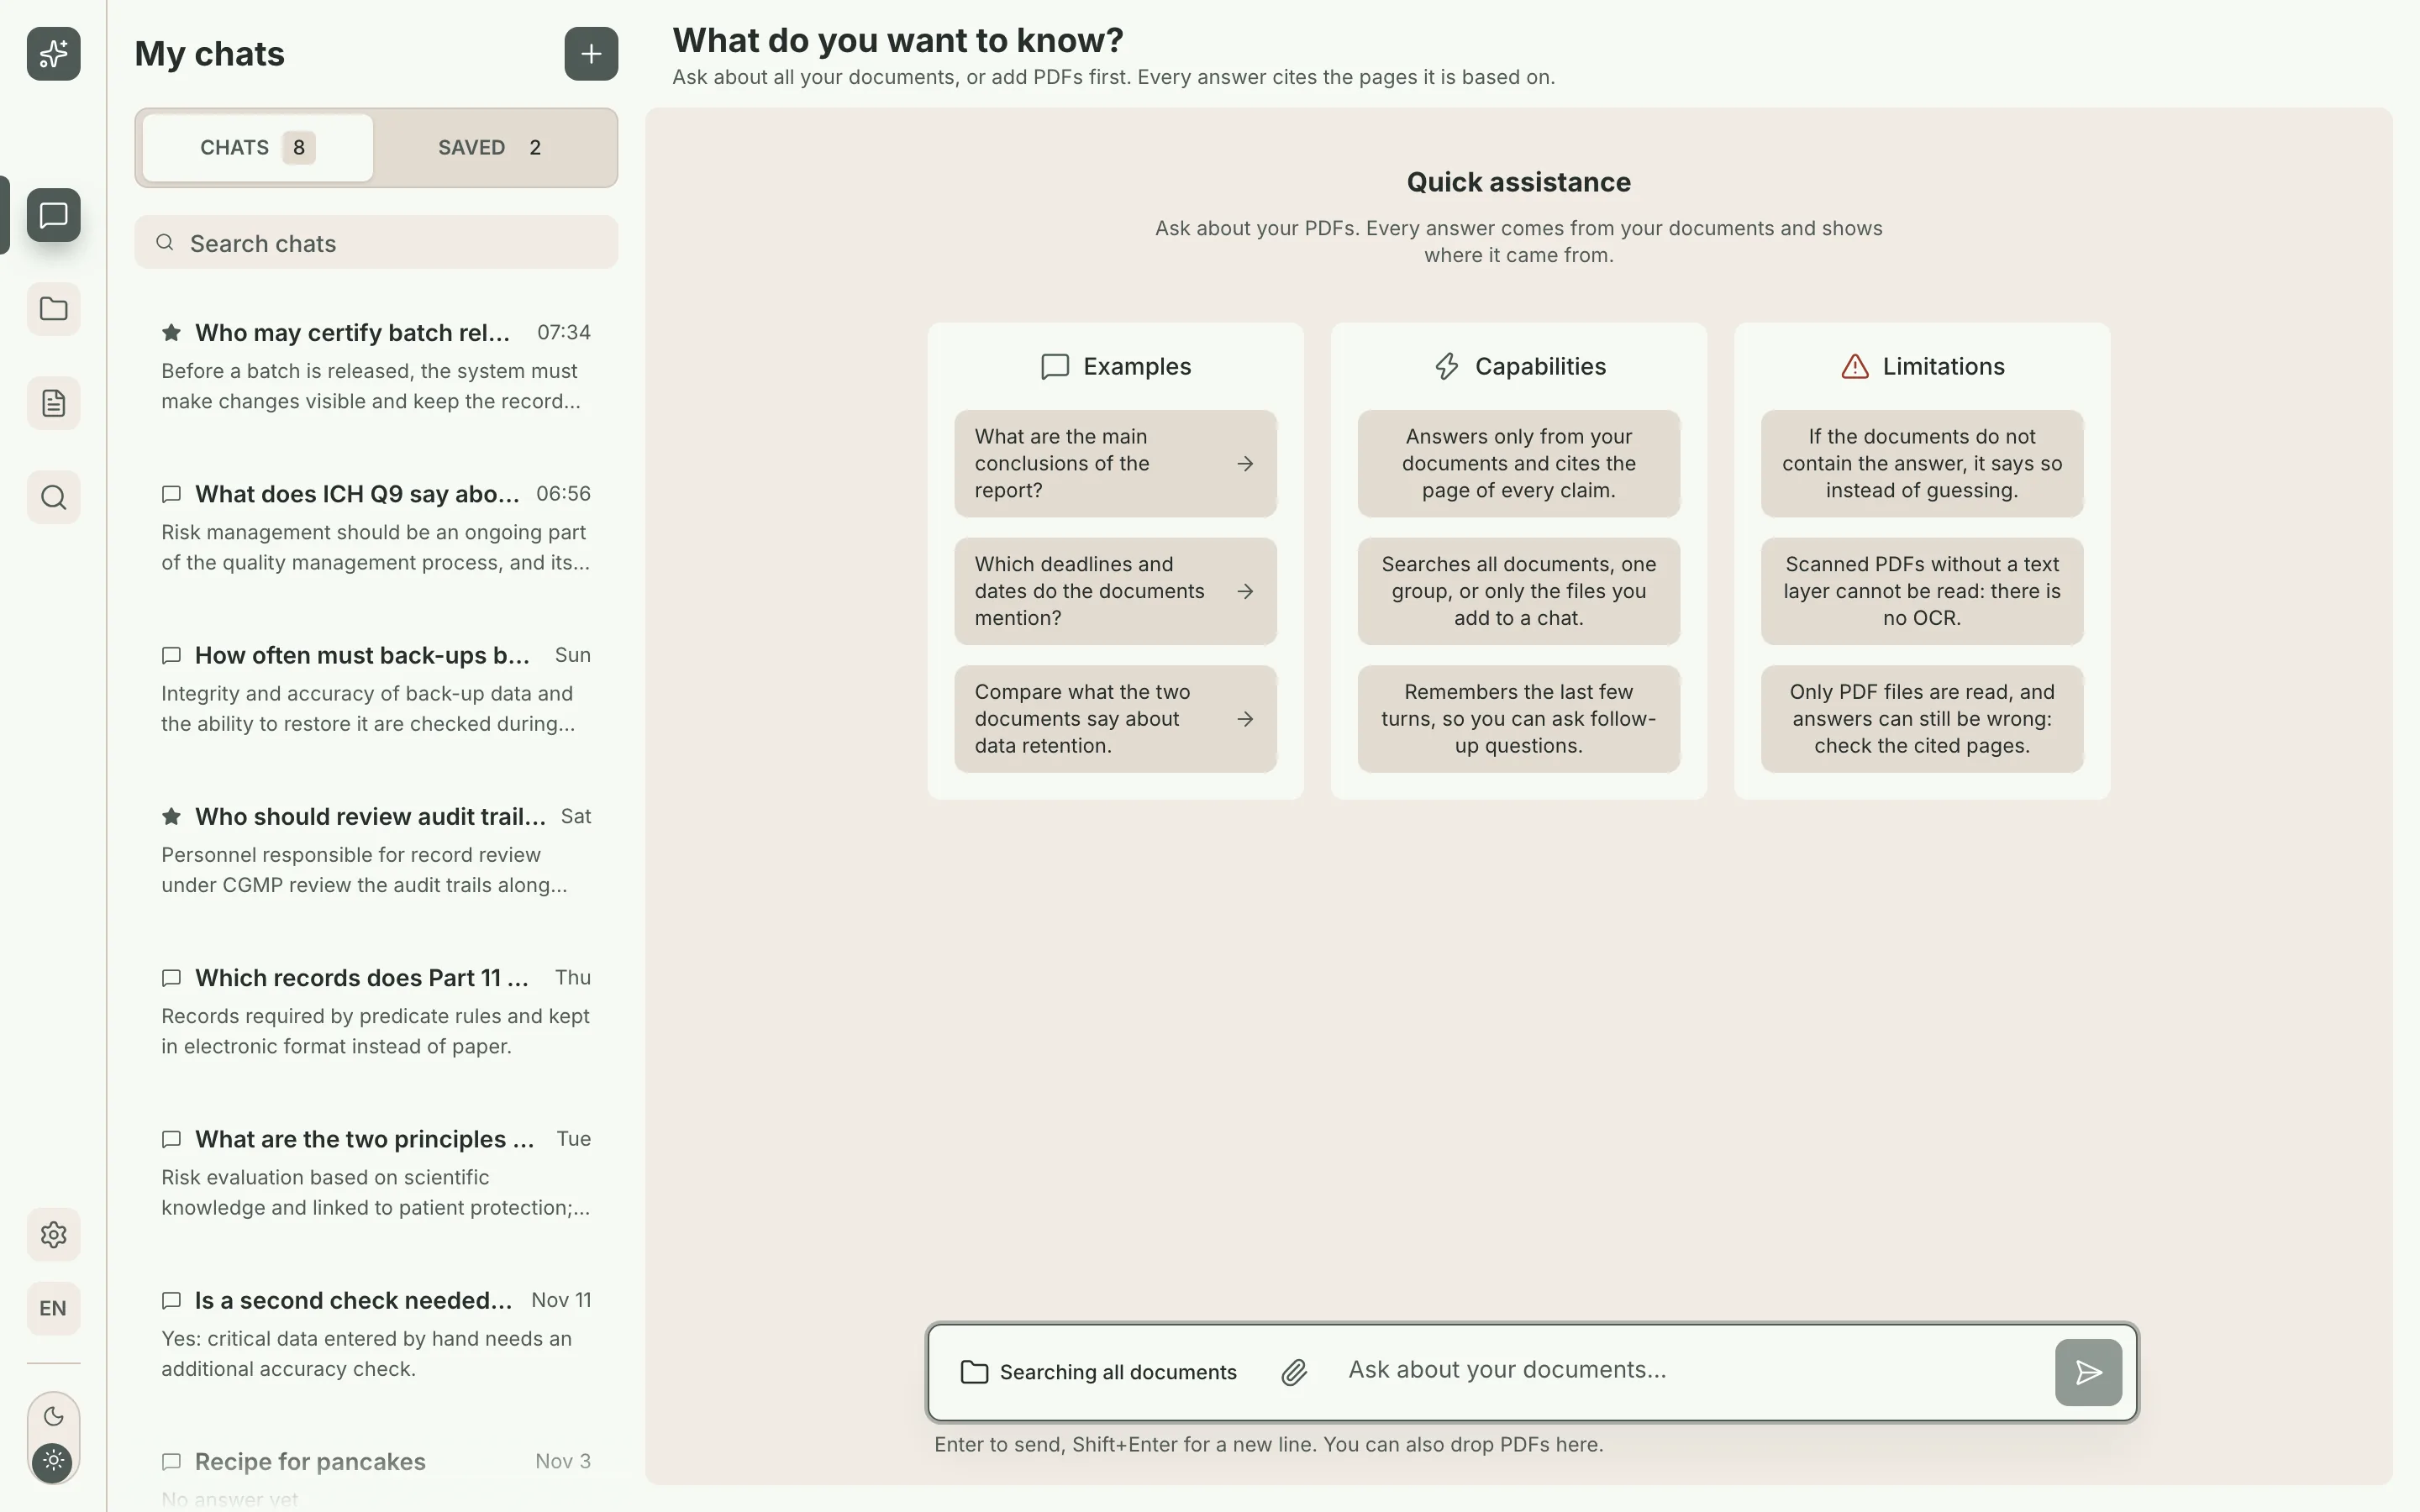 My chats
CHATS 8
SAVED 2
Search chats
Who may certify batch rel... 07:34
Before a batch is released, the system must
make changes visible and keep the record...
What does ICH Q9 say abo... 06:56
Risk management should be an ongoing part
of the quality management process, and its...
How often must back-ups b... Sun
Integrity and accuracy of back-up data and
the ability to restore it are checked during...
Who should review audit trail... Sat
Personnel responsible for record review
under CGMP review the audit trails along...
Which records does Part 11 ... Thu
Records required by predicate rules and kept
in electronic format instead of paper.
What are the two principles ... Tue
Risk evaluation based on scientific
knowledge and linked to patient protection;...
Is a second check needed... Nov 11
Yes: critical data entered by hand needs an
additional accuracy check.
Recipe for pancakes Nov 3
No answer yet
EN
What do you want to know?
Ask about all your documents, or add PDFs first. Every answer cites the pages it is based on.
Quick assistance
Ask about your PDFs. Every answer comes from your documents and shows
where it came from.
Examples
What are the main
conclusions of the
report?
Which deadlines and
dates do the documents
mention?
Compare what the two
documents say about
data retention.
Capabilities
Answers only from your
documents and cites the
page of every claim.
Searches all documents, one
group, or only the files you
add to a chat.
Remembers the last few
turns, so you can ask follow-
up questions.
Limitations
If the documents do not
contain the answer, it says so
instead of guessing.
Scanned PDFs without a text
layer cannot be read: there is
no OCR.
Only PDF files are read, and
answers can still be wrong:
check the cited pages.
Searching all documents
Ask about your documents...
Enter to send, Shift+Enter for a new line. You can also drop PDFs here.